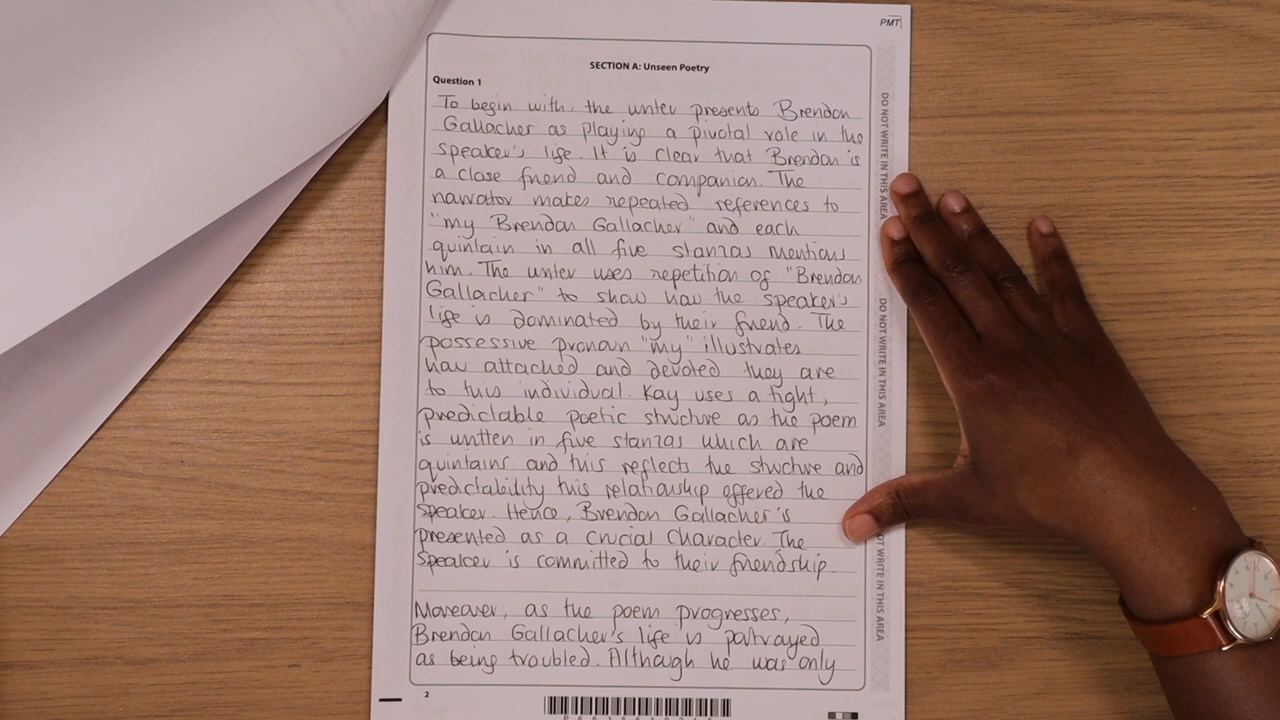 PMT
SECTION A: Unseen Poetry
Question 1
To begin with, the writer presents Brendon
Gallacher as playing a pivotal role in the
speaker's life. It is clear that Brendon is
a close friend and companion. The
narrator makes repeated references to
"my Brendon Gallacher" and each
quintain in all five stanzas mentions
him. The writer uses repetition of "Brendon
Gallacher" to show how the speaker's
life is dominated by their friend. The
possessive pronoun "my" illustrates
how attached and devoted they are
to this individual. Kay uses a tight,
predictable poetic structure as the poem
is written in five stanzas which are
quintains and this reflects the structure and
predictability this relationship offered the
speaker. Hence, Brendon Gallacher is
presented as a crucial character. The
speaker is committed to their friendship.
Moreover, as the poem progresses,
Brendon Gallacher's life is portrayed
as being troubled. Although he was only
2
DO NOT WRITE IN THIS AREA
DO NOT WRITE IN THIS AREA
NOT WRITE IN THIS AREA